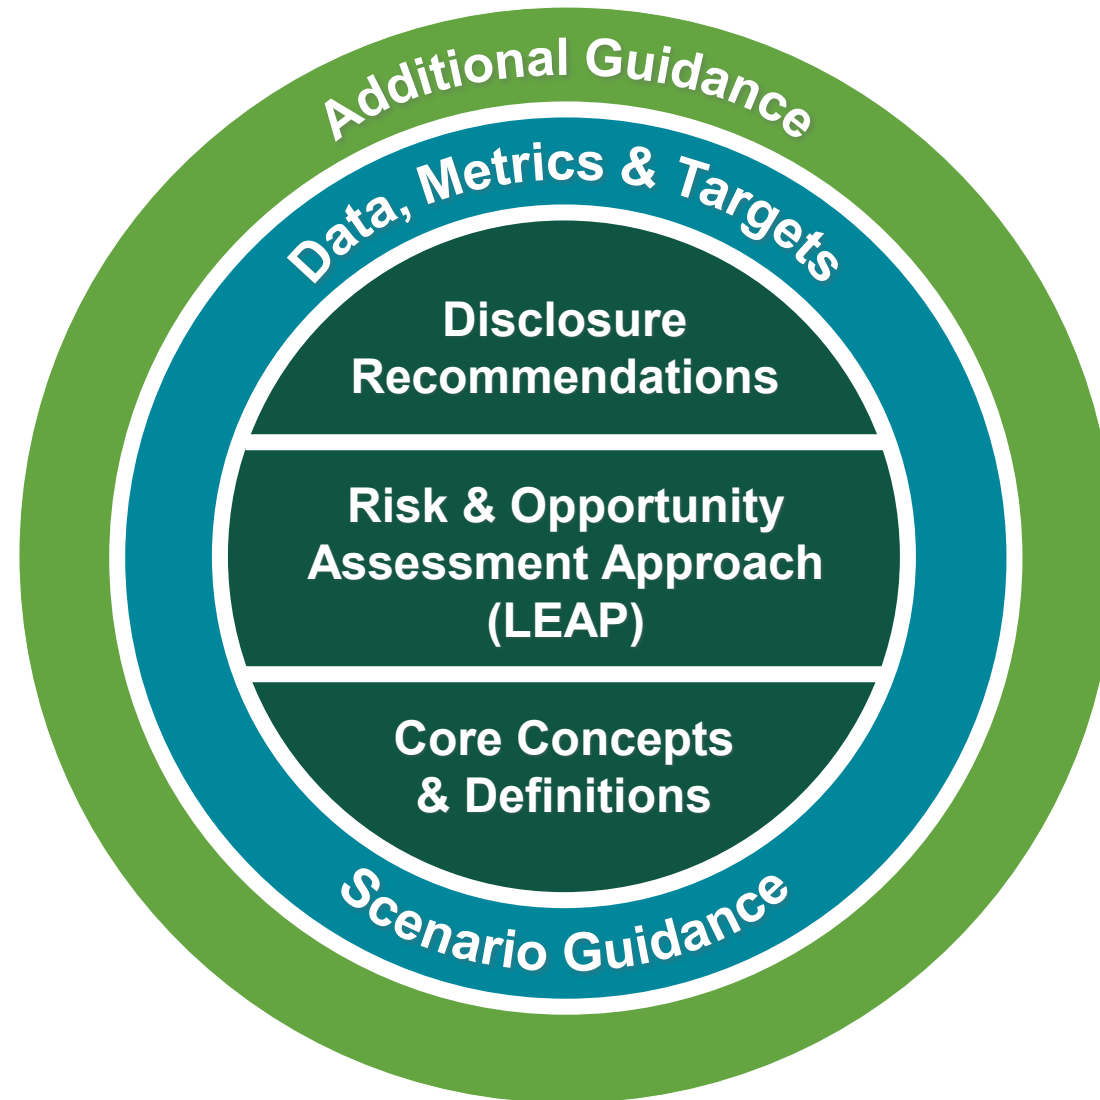 Additional Guidance
Data, Metrics & Targets
Disclosure
Recommendations
Risk & Opportunity
Assessment Approach
(LEAP)
Core Concepts
& Definitions
Scenario Guidance